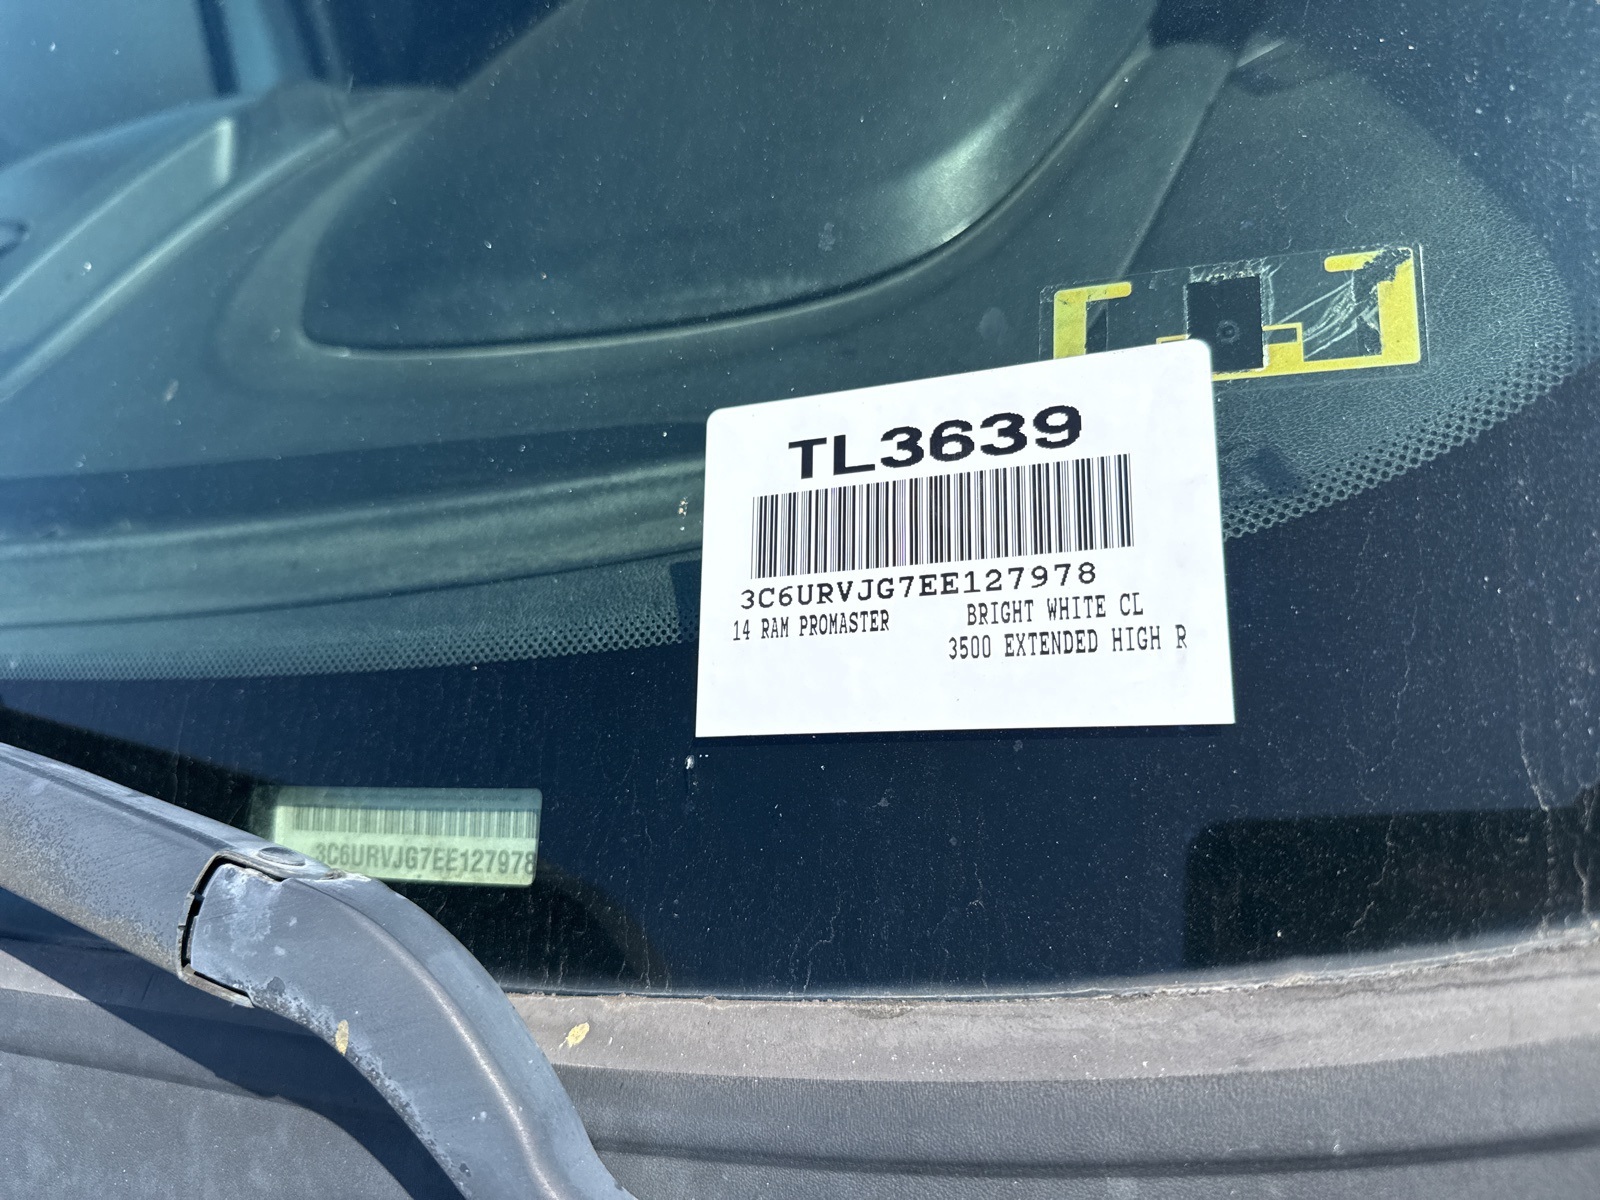 TL3639
3C6URVJG7EE127978
14 RAM PROMASTER BRIGHT WHITE CL
3500 EXTENDED HIGH R
3C6URVJG7EE127978